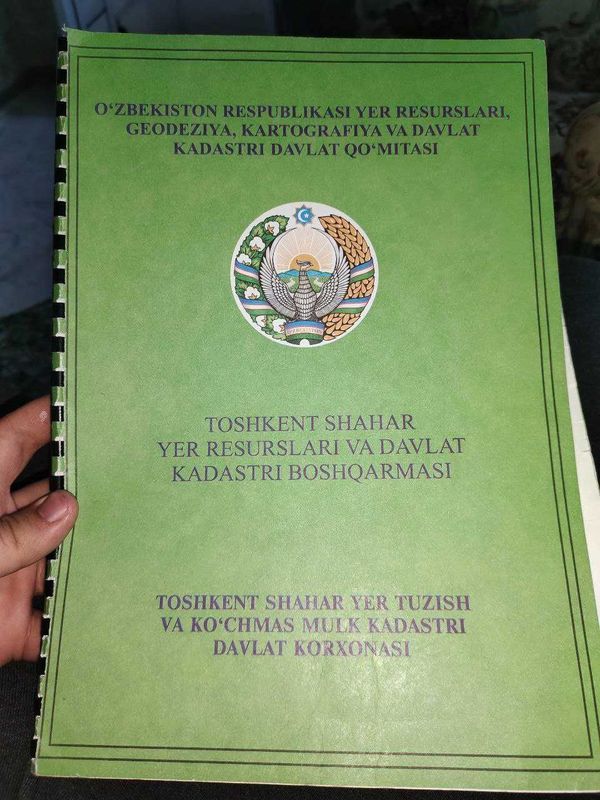 O‘ZBEKISTON RESPUBLIKASI YER RESURSLARI,
GEODEZIYA, KARTOGRAFIYA VA DAVLAT
KADASTRI DAVLAT QO‘MITASI
TOSHKENT SHAHAR
YER RESURSLARI VA DAVLAT
KADASTRI BOSHQARMASI
TOSHKENT SHAHAR YER TUZISH
VA KO‘CHMAS MULK KADASTRI
DAVLAT KORXONASI